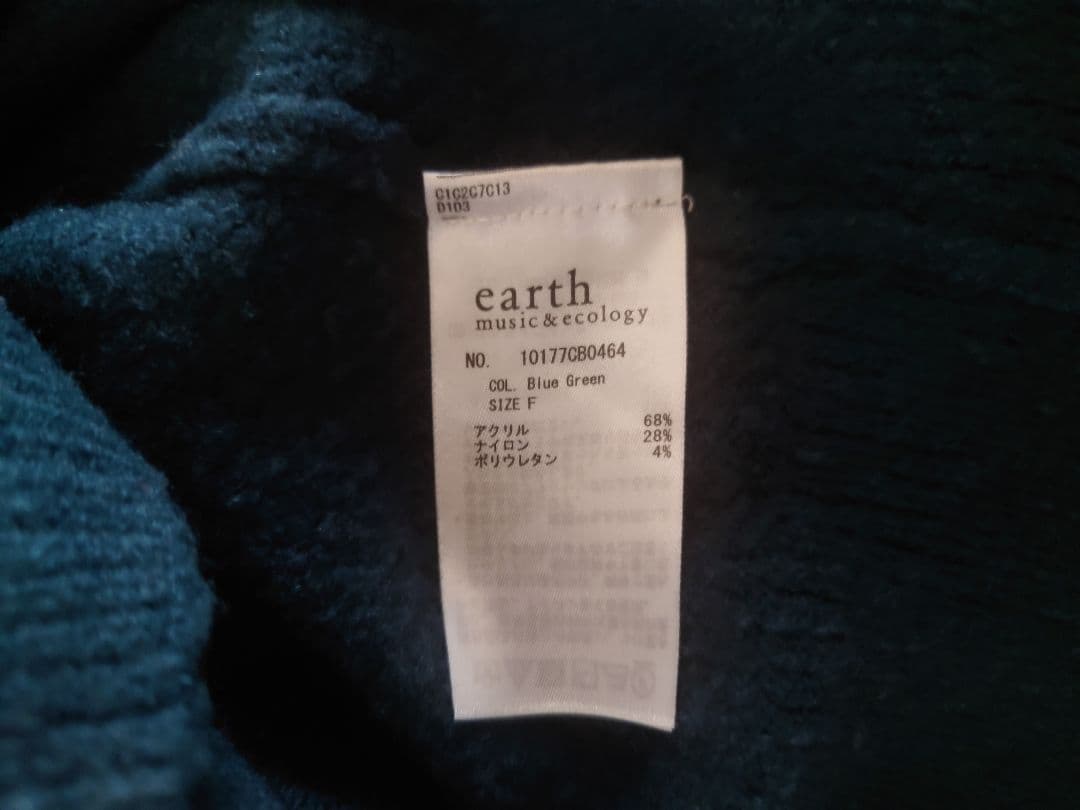 C1C2C7C13
D103
earth
music&ecology
NO. 10177CB0464
COL. Blue Green
SIZE F
アクリル 68%
ナイロン 28%
ポリウレタン 4%